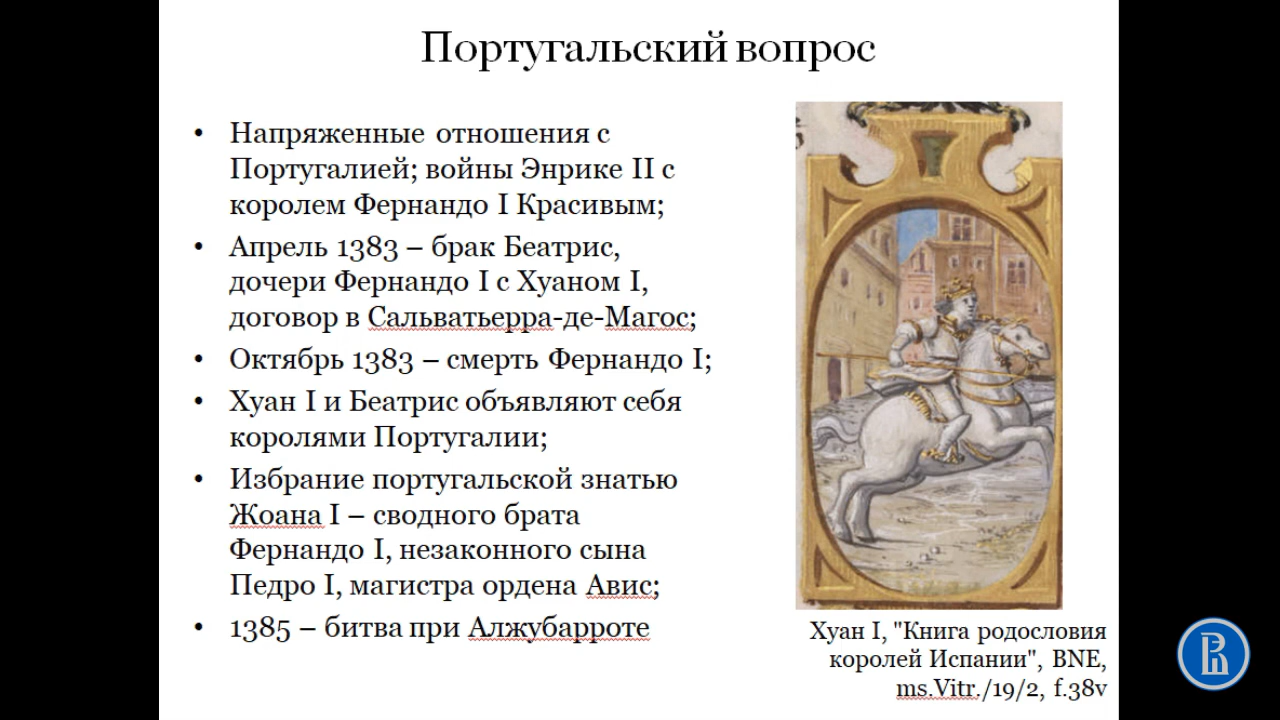 Португальский вопрос
• Напряженные отношения с
Португалией; войны Энрике II с
королем Фернандо I Красивым;
• Апрель 1383 – брак Беатрис,
дочери Фернандо I с Хуаном I,
договор в Сальватьерра-де-Магос;
• Октябрь 1383 – смерть Фернандо I;
• Хуан I и Беатрис объявляют себя
королями Португалии;
• Избрание португальской знатью
Жоана I – сводного брата
Фернандо I, незаконного сына
Педро I, магистра ордена Авис;
• 1385 – битва при Алжубарроте
Хуан I, "Книга родословия
королей Испании", BNE,
ms.Vitr./19/2, f.38v